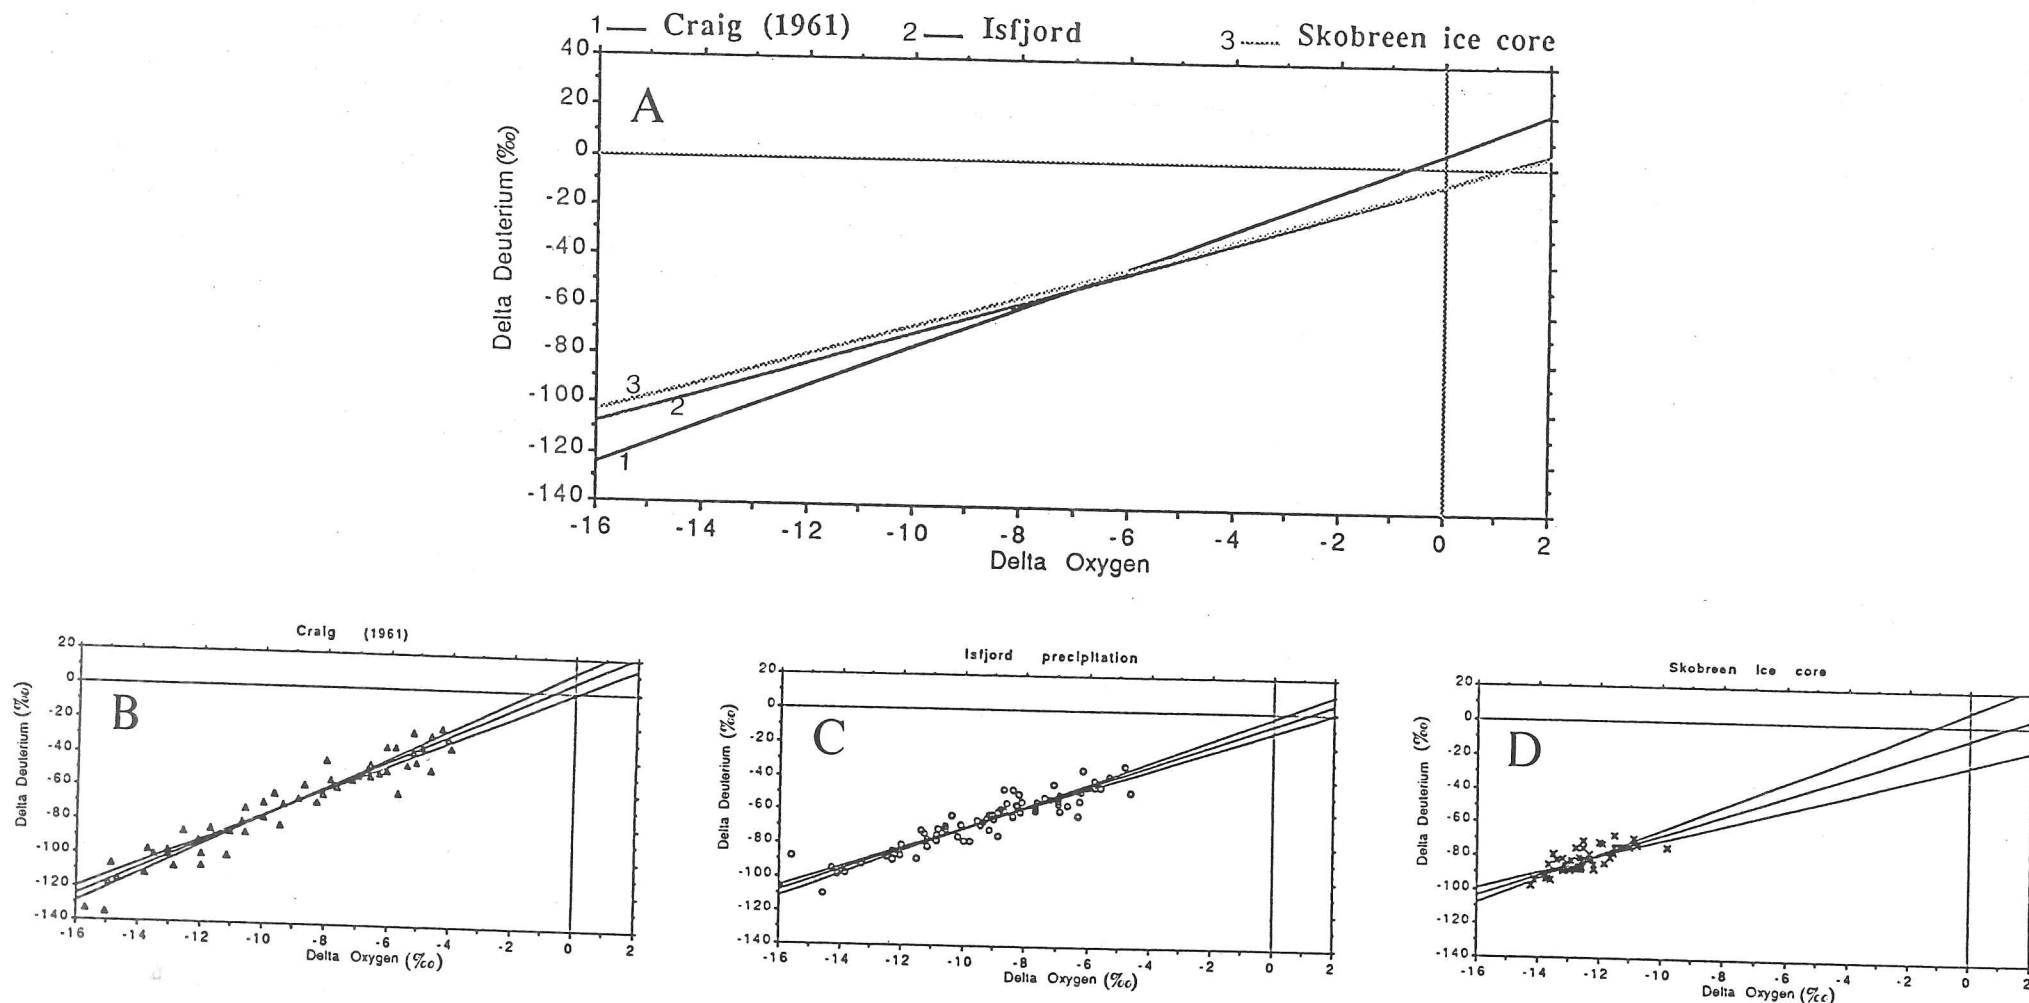 1 — Craig (1961) 2 — Isfjord 3 ...... Skobreen ice core
40
20
0
-20
-40
-60
-80
-100
-120
-140
Delta Deuterium (‰)
A
3
2
1
-16 -14 -12 -10 -8 -6 -4 -2 0 2
Delta Oxygen
Craig (1961)
20
0
-20
-40
-60
-80
-100
-120
-140
Delta Deuterium (‰)
B
-16 -14 -12 -10 -8 -6 -4 -2 0 2
Delta Oxygen (‰)
Isfjord precipitation
20
0
-20
-40
-60
-80
-100
-120
-140
Delta Deuterium (‰)
C
-16 -14 -12 -10 -8 -6 -4 -2 0 2
Delta Oxygen (‰)
Skobreen ice core
20
0
-20
-40
-60
-80
-100
-120
-140
Delta Deuterium (‰)
D
-16 -14 -12 -10 -8 -6 -4 -2 0 2
Delta Oxygen (‰)